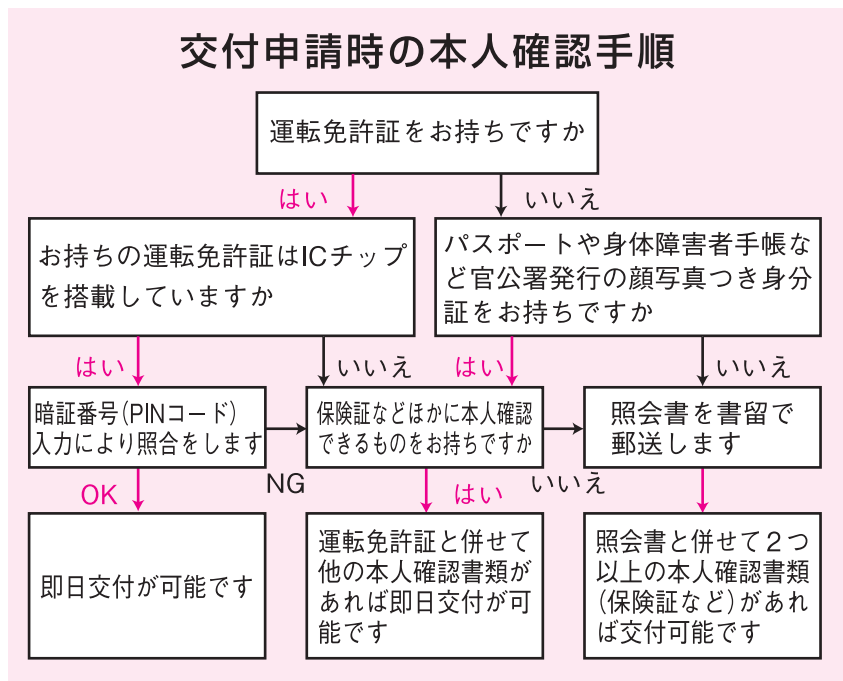 交付申請時の本人確認手順
運転免許証をお持ちですか
はい
いいえ
お持ちの運転免許証はICチップ
を搭載していますか
パスポートや身体障害者手帳な
ど官公署発行の顔写真つき身分
証をお持ちですか
はい
いいえ
はい
いいえ
暗証番号(PINコード)
入力により照合をします
保険証などほかに本人確認
できるものをお持ちですか
照会書を書留で
郵送します
OK
NG
はい
いいえ
即日交付が可能です
運転免許証と併せて
他の本人確認書類が
あれば即日交付が可
能です
照会書と併せて2つ
以上の本人確認書類
(保険証など)があれ
ば交付可能です